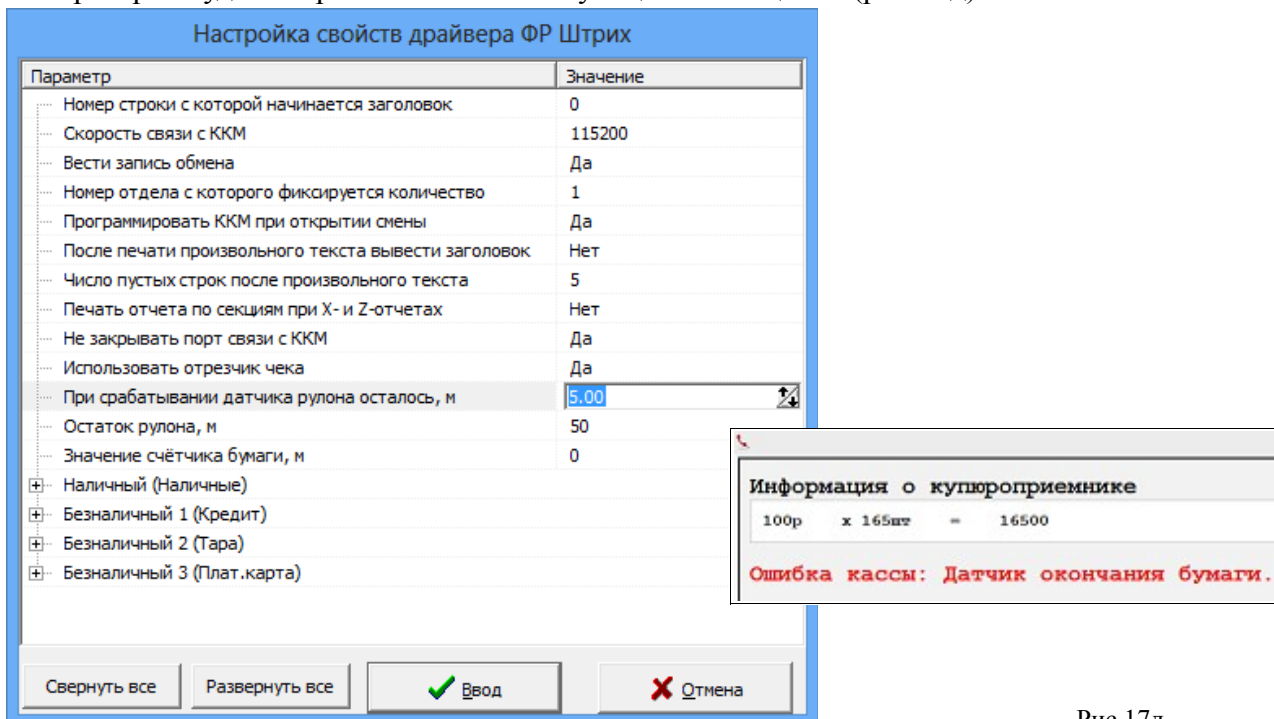 Настройка свойств драйвера ФР Штрих
Параметр Значение
Номер строки с которой начинается заголовок 0
Скорость связи с ККМ 115200
Вести запись обмена Да
Номер отдела с которого фиксируется количество 1
Программировать ККМ при открытии смены Да
После печати произвольного текста вывести заголовок Нет
Число пустых строк после произвольного текста 5
Печать отчета по секциям при X- и Z-отчетах Нет
Не закрывать порт связи с ККМ Да
Использовать отрезчик чека Да
При срабатывании датчика рулона осталось, м 5.00
Остаток рулона, м 50
Значение счётчика бумаги, м 0
Наличный (Наличные)
Безналичный 1 (Кредит)
Безналичный 2 (Тара)
Безналичный 3 (Плат.карта)
Свернуть все Развернуть все Ввод Отмена
Информация о купюроприемнике
100р x 165шт = 16500
Ошибка кассы: Датчик окончания бумаги.